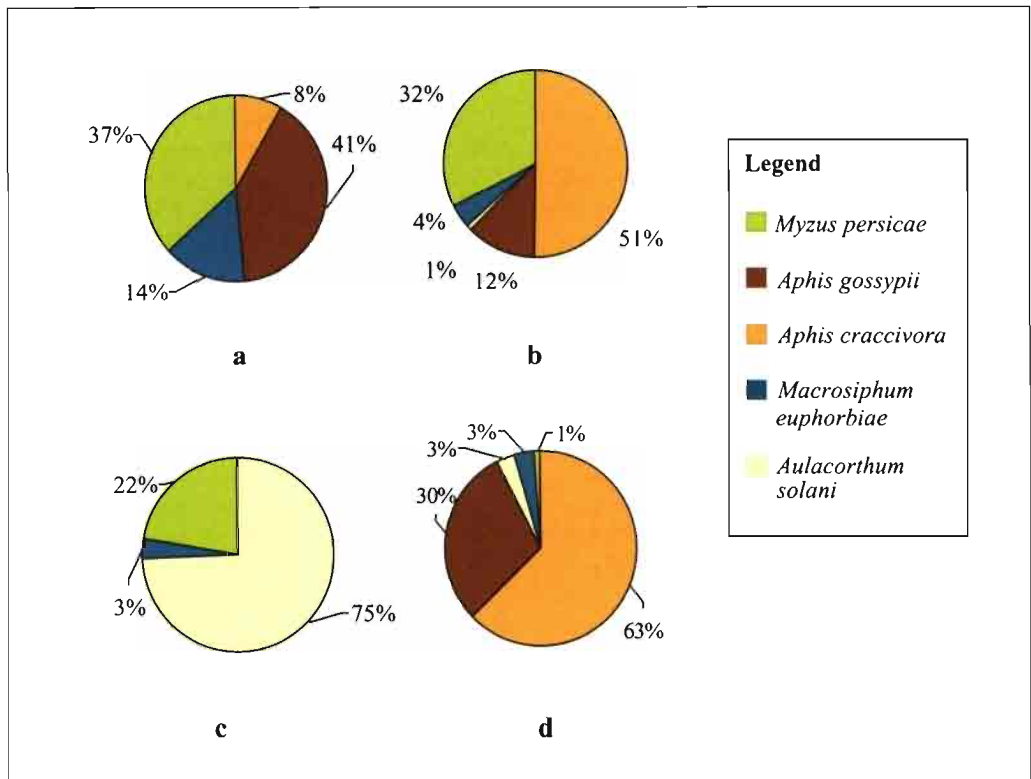 8%
37%
41%
14%
a
32%
4%
1%
12%
51%
b
Legend
Myzus persicae
Aphis gossypii
Aphis craccivora
Macrosiphum
euphorbiae
Aulacorthum
solani
22%
3%
75%
c
3%
3%
1%
30%
63%
d